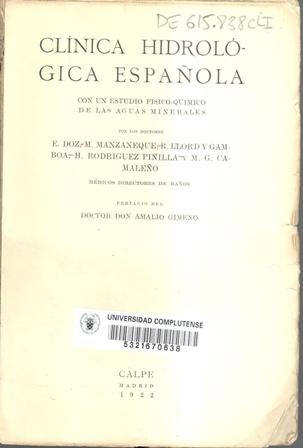 DE 615.838 CLI
CLÍNICA HIDROLÓ-
GICA ESPAÑOLA
CON UN ESTUDIO FISICO-QUIMICO
DE LAS AGUAS MINERALES
POR LOS DOCTORES
E. DOZ, M. MANZANEQUE, R. LLORD Y GAM-
BOA, H. RODRIGUEZ PINILLA Y M. G. CA-
MALEÑO
MÉDICOS DIRECTORES DE BAÑOS
PREFACIO DEL
DOCTOR DON AMALIO GIMENO
UNIVERSIDAD COMPLUTENSE
5321670638
CALPE
MADRID
1922